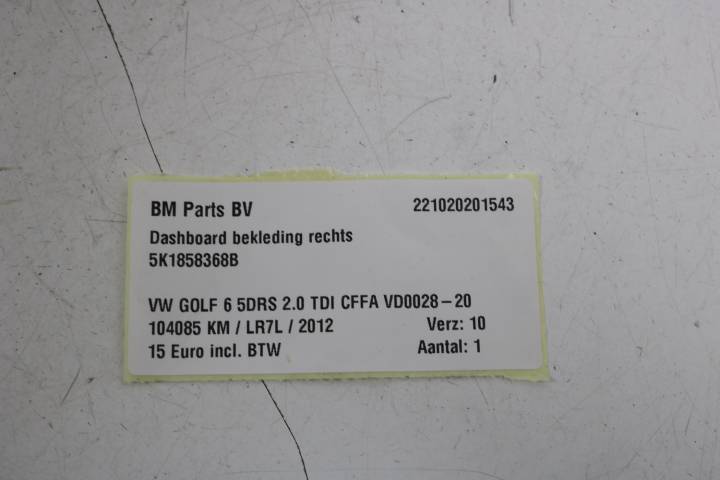 BM Parts BV 221020201543
Dashboard bekleding rechts
5K1858368B
VW GOLF 6 5DRS 2.0 TDI CFFA VD0028-20
104085 KM / LR7L / 2012 Verz: 10
15 Euro incl. BTW Aantal: 1